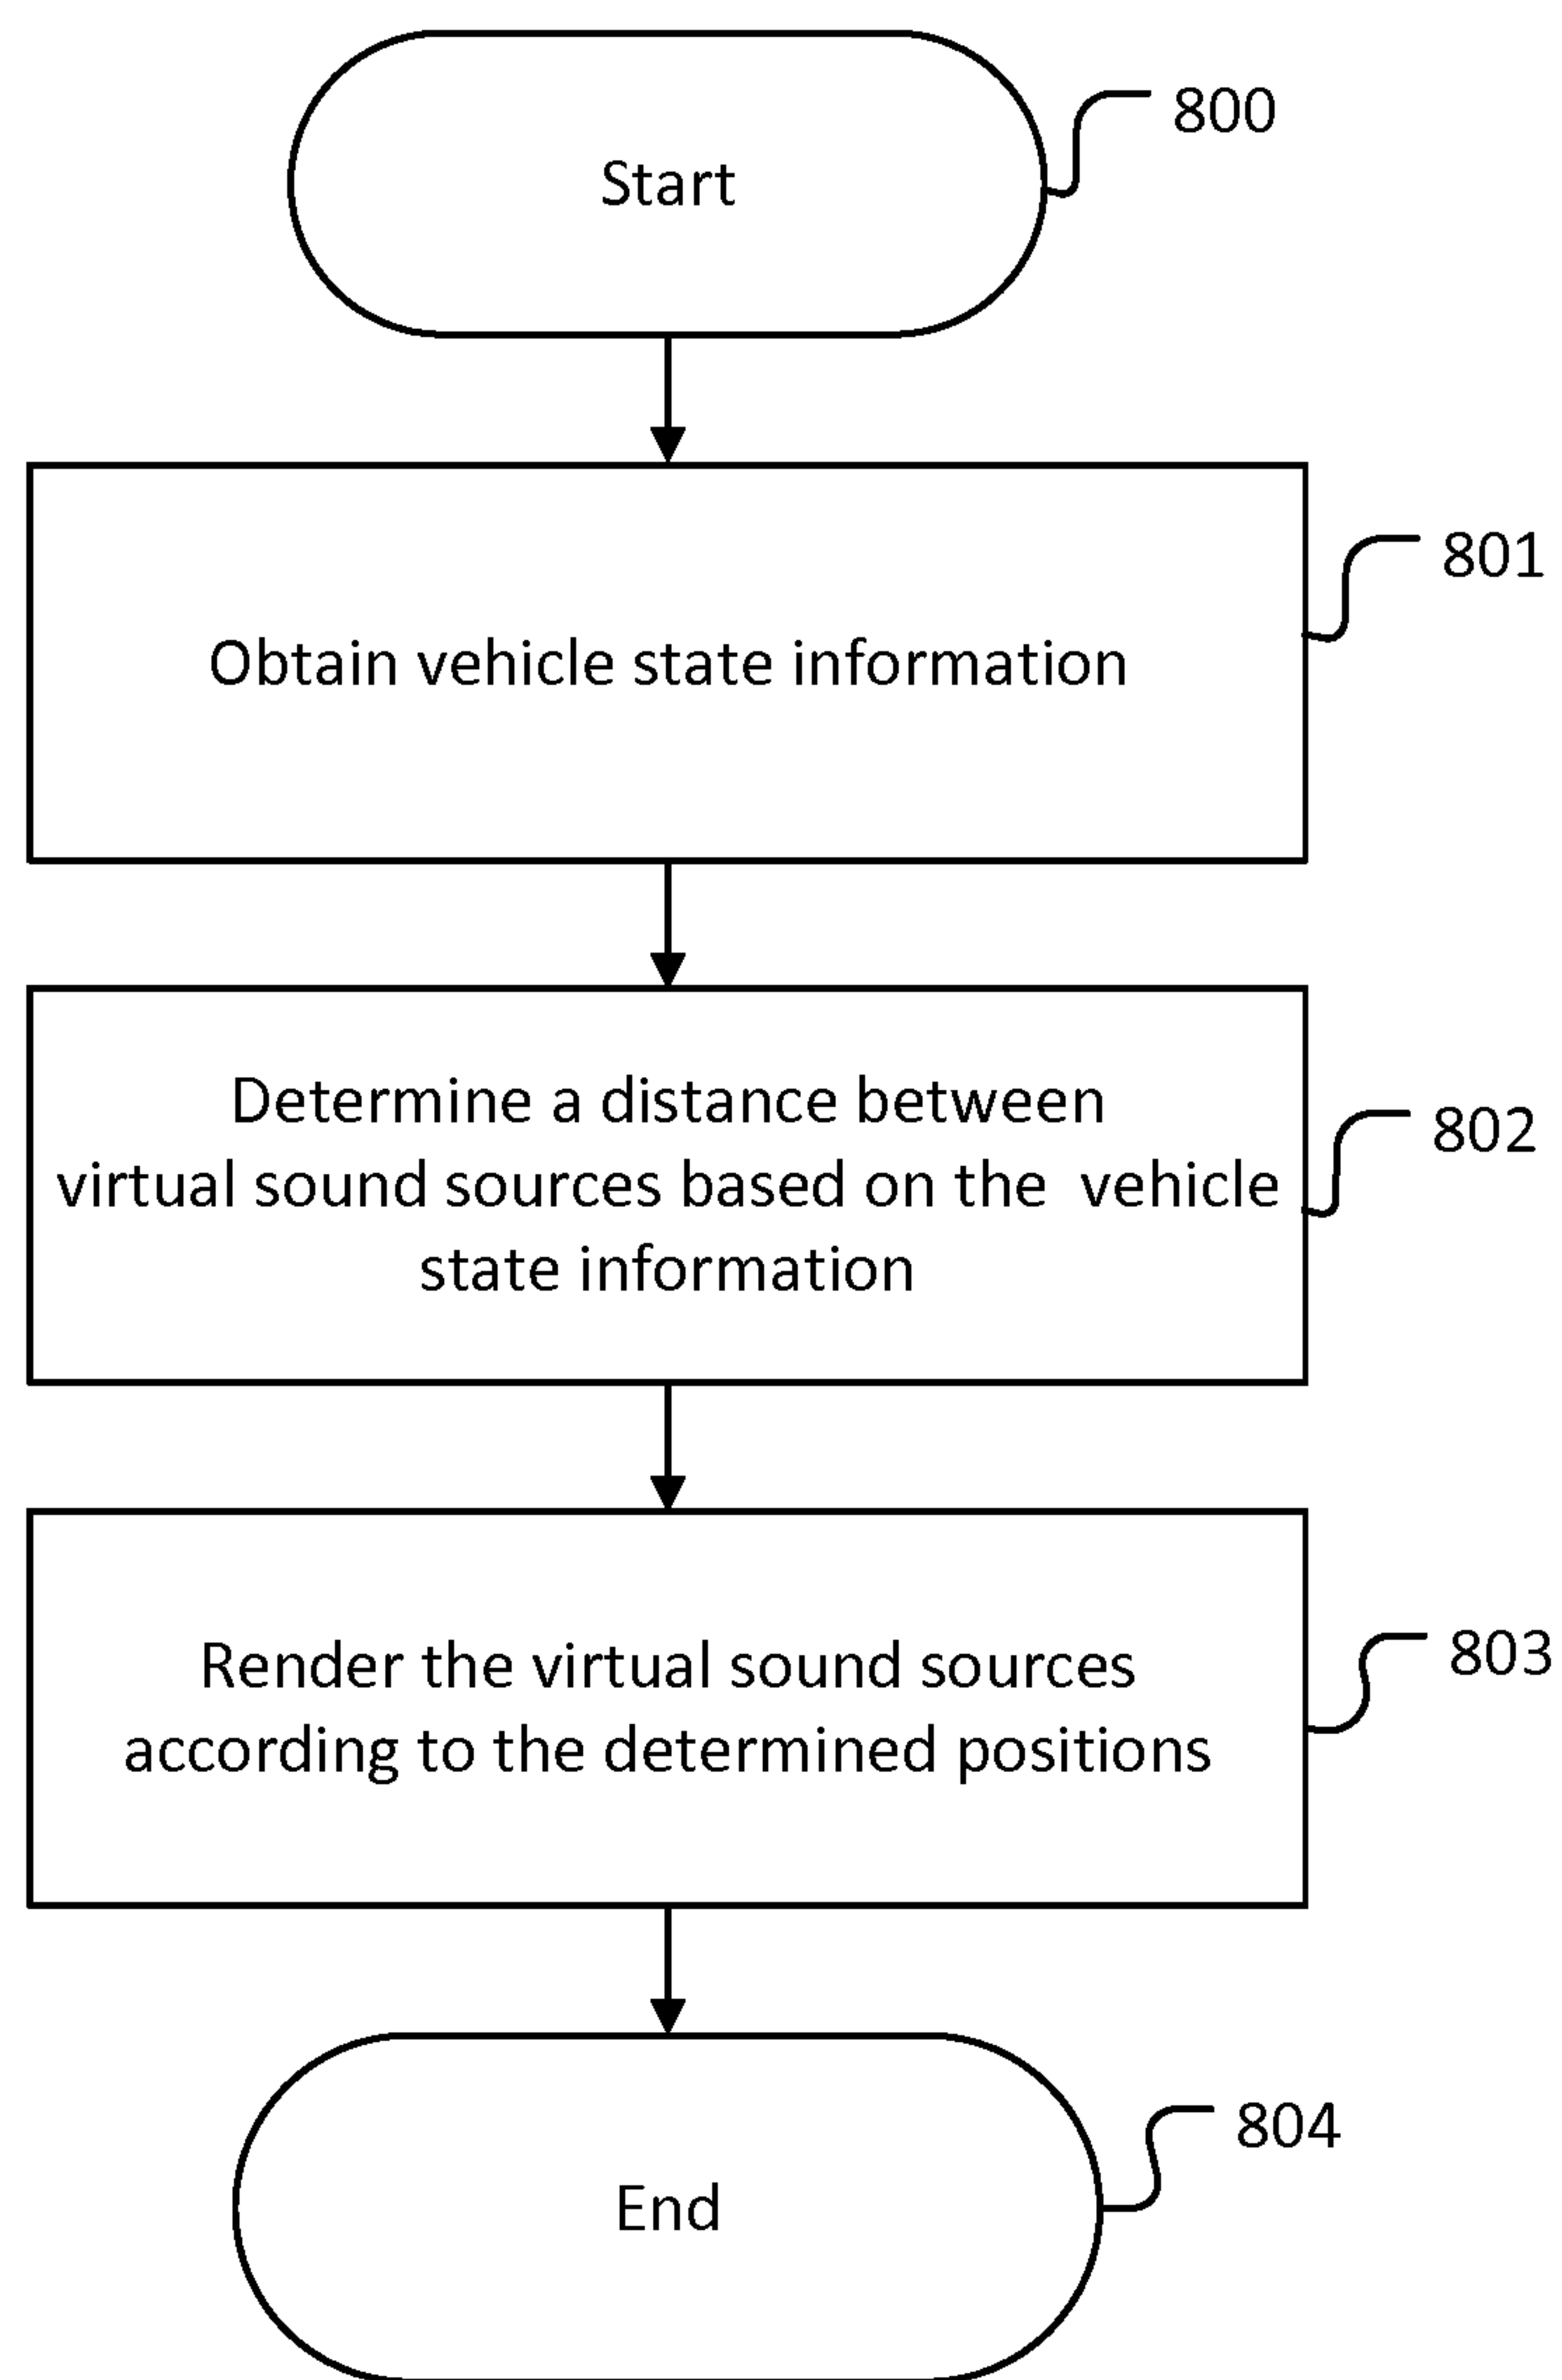 Start
800
Obtain vehicle state information
801
Determine a distance between
virtual sound sources based on the vehicle
state information
802
Render the virtual sound sources
according to the determined positions
803
End
804